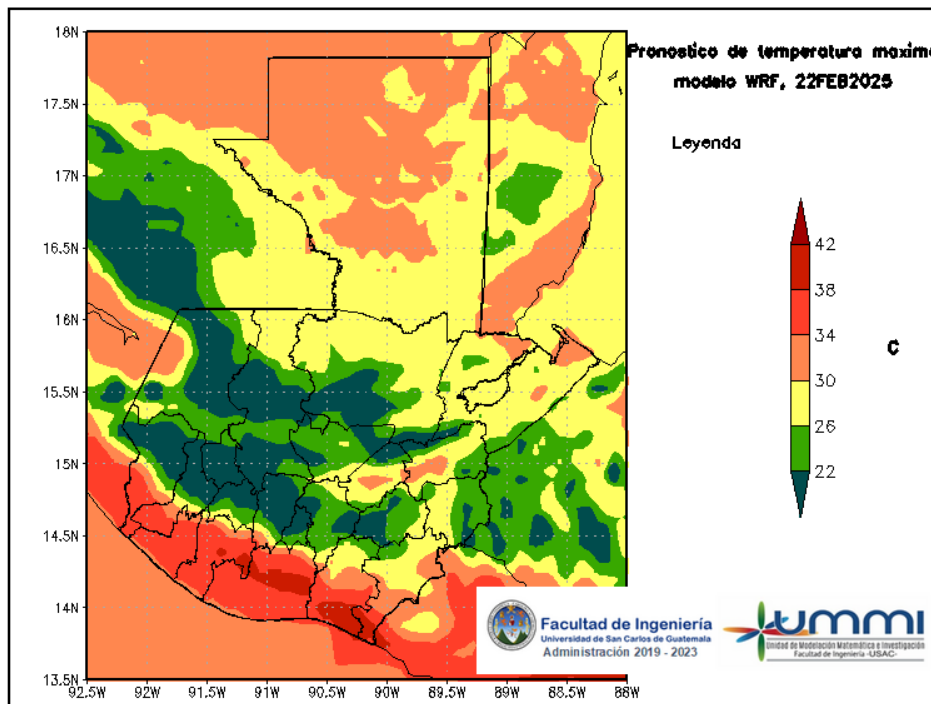 Pronostico de temperatura maxim
modelo WRF, 22FEB2025
Leyenda
18N
17.5N
17N
16.5N
16N
15.5N
15N
14.5N
14N
13.5N
92.5W
92W
91.5W
91W
90.5W
90W
89.5W
89W
88.5W
88W
42
38
34
30
26
22
C
Facultad de Ingeniería
Universidad de San Carlos de Guatemala
Administración 2019 - 2023
UMMI
Unidad de Modelación Matemática e Investigación
Facultad de Ingeniería -USAC-